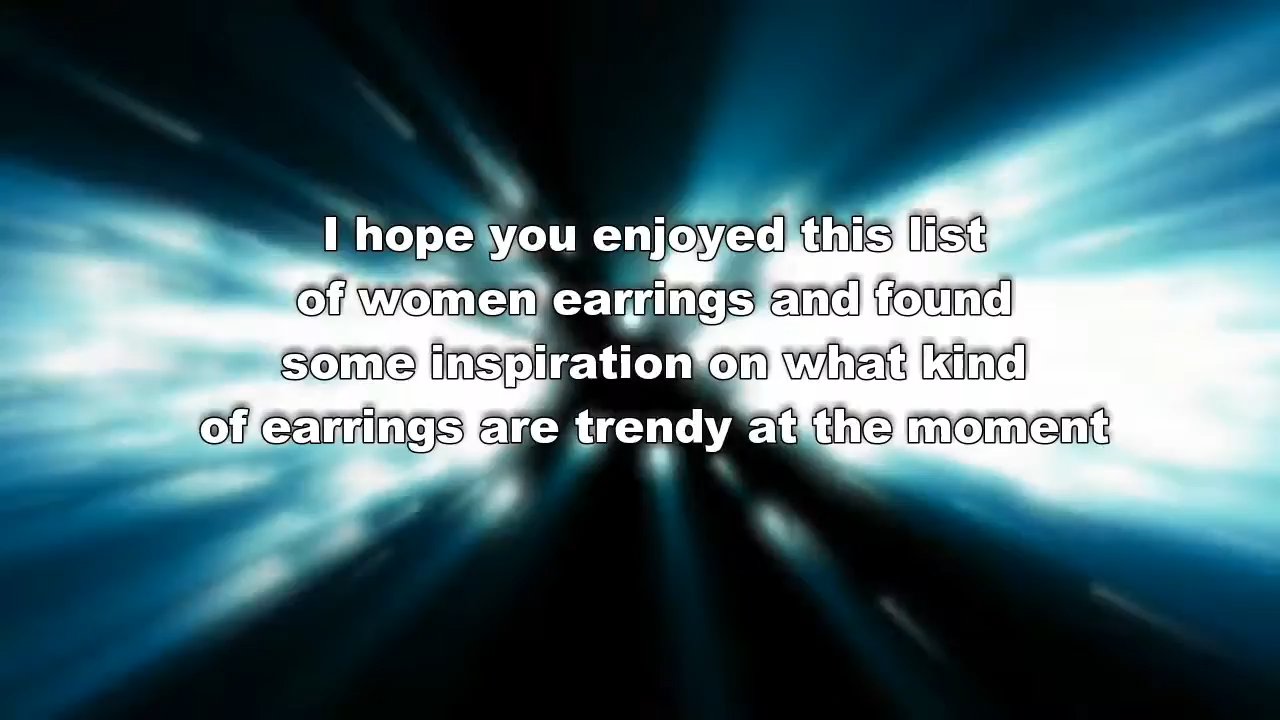 I hope you enjoyed this list
of women earrings and found
some inspiration on what kind
of earrings are trendy at the moment